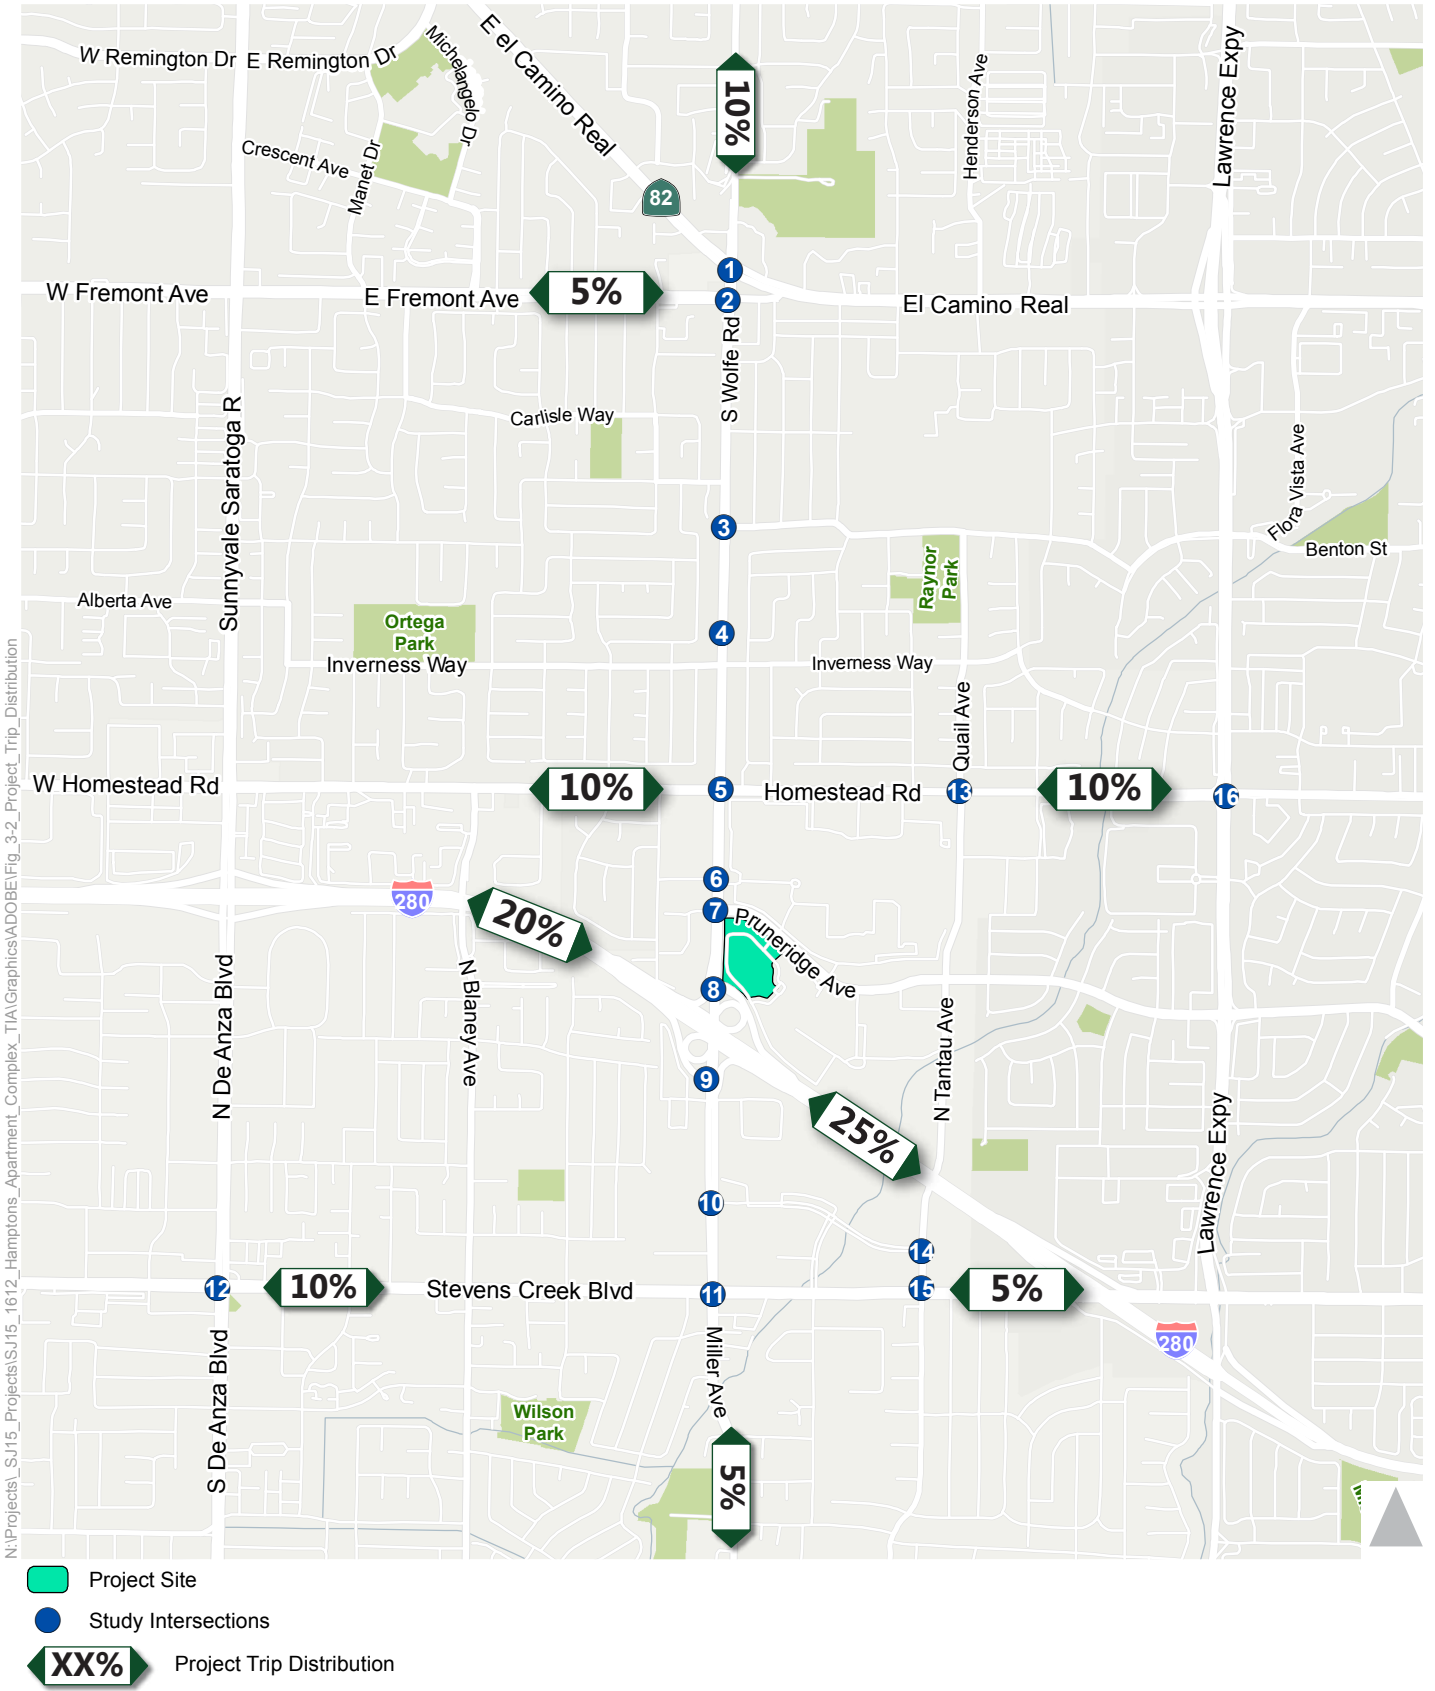 W Remington Dr
E Remington Dr
Michelangelo Dr
E el Camino Real
10%
Henderson Ave
Lawrence Expy
Crescent Ave
Manet Dr
82
1
W Fremont Ave
E Fremont Ave
5%
2
El Camino Real
S Wolfe Rd
Carlisle Way
Sunnyvale Saratoga R
Flora Vista Ave
3
Benton St
Raynor
Park
Alberta Ave
Ortega
Park
4
Inverness Way
Inverness Way
Quail Ave
W Homestead Rd
10%
5
Homestead Rd
13
10%
16
280
20%
6
7
Pruneridge Ave
8
N De Anza Blvd
N Blaney Ave
9
N Tantau Ave
25%
Lawrence Expy
10
14
12
10%
Stevens Creek Blvd
11
15
5%
280
S De Anza Blvd
Miller Ave
Wilson
Park
5%
N:\Projects\_SJ15_Projects\SJ15_1612_Hamptons_Apartment_Complex_TIA\Graphics\ADOBE\Fig_3-2_Project_Trip_Distribution
Project Site
Study Intersections
XX%
Project Trip Distribution